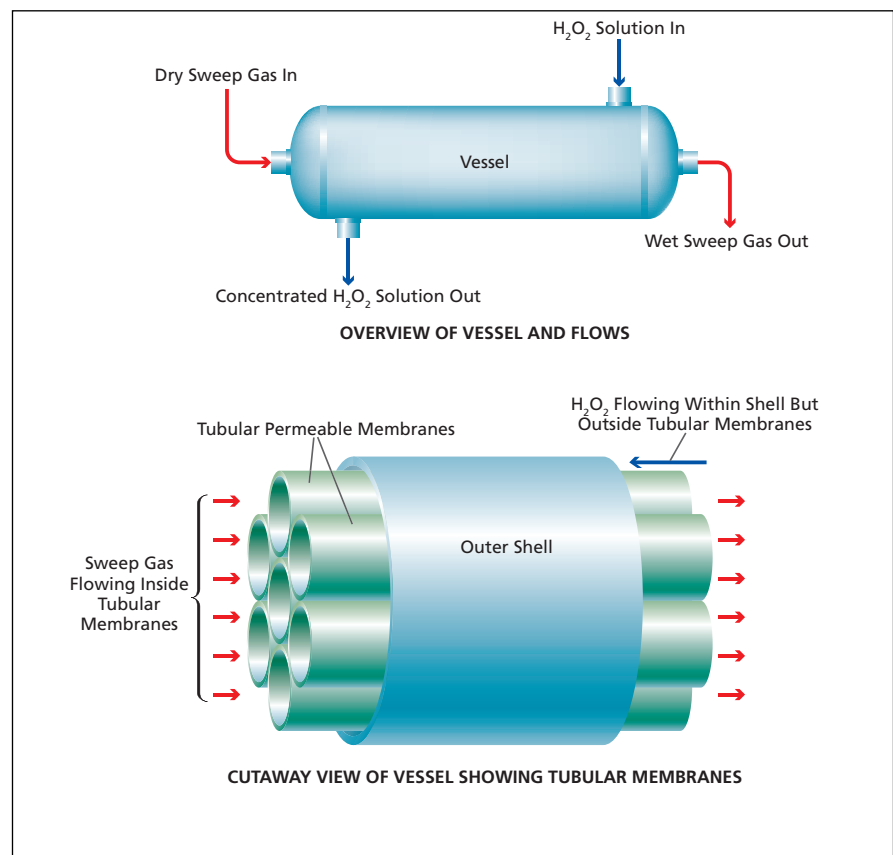 H₂O₂ Solution In
Dry Sweep Gas In
Vessel
Wet Sweep Gas Out
Concentrated H₂O₂ Solution Out
OVERVIEW OF VESSEL AND FLOWS
H₂O₂ Flowing Within Shell But
Outside Tubular Membranes
Tubular Permeable Membranes
Outer Shell
Sweep Gas
Flowing Inside
Tubular
Membranes
CUTAWAY VIEW OF VESSEL SHOWING TUBULAR MEMBRANES